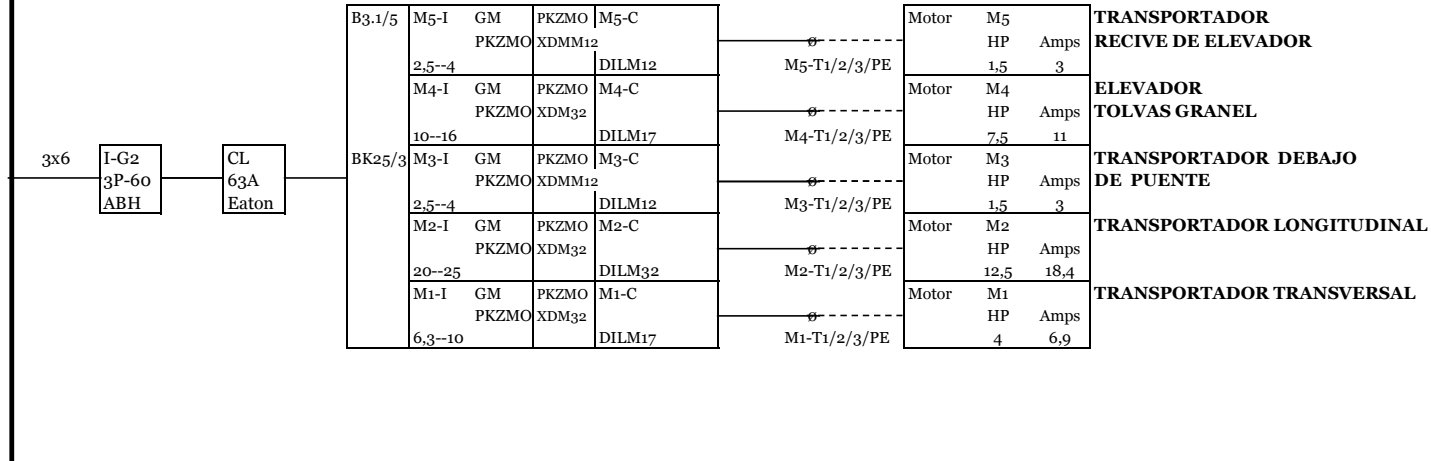 B3.1/5 M5-I GM PKZMO M5-C Motor M5 TRANSPORTADOR
PKZMO XDMM12 ø HP Amps RECIVE DE ELEVADOR
2,5--4 DILM12 M5-T1/2/3/PE 1,5 3
M4-I GM PKZMO M4-C Motor M4 ELEVADOR
PKZMO XDM32 ø HP Amps TOLVAS GRANEL
10--16 DILM17 M4-T1/2/3/PE 7,5 11
3x6 I-G2 CL BK25/3 M3-I GM PKZMO M3-C Motor M3 TRANSPORTADOR DEBAJO
3P-60 63A PKZMO XDMM12 ø HP Amps DE PUENTE
ABH Eaton 2,5--4 DILM12 M3-T1/2/3/PE 1,5 3
M2-I GM PKZMO M2-C Motor M2 TRANSPORTADOR LONGITUDINAL
PKZMO XDM32 ø HP Amps
20--25 DILM32 M2-T1/2/3/PE 12,5 18,4
M1-I GM PKZMO M1-C Motor M1 TRANSPORTADOR TRANSVERSAL
PKZMO XDM32 ø HP Amps
6,3--10 DILM17 M1-T1/2/3/PE 4 6,9